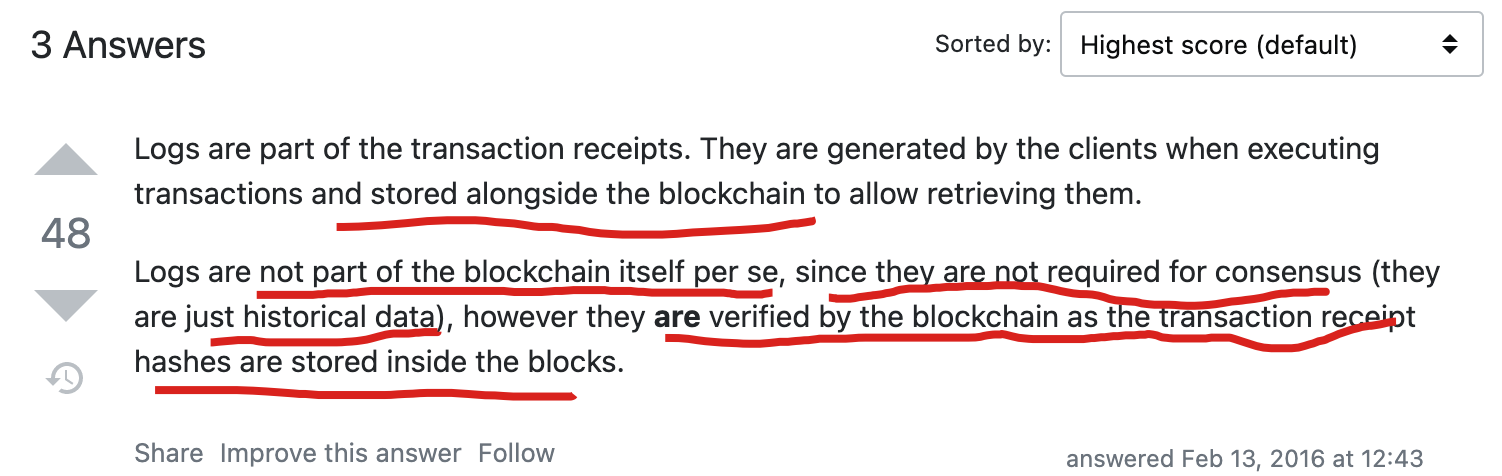 3 Answers
Sorted by:
Highest score (default)
Logs are part of the transaction receipts. They are generated by the clients when executing
transactions and stored alongside the blockchain to allow retrieving them.
48
Logs are not part of the blockchain itself per se, since they are not required for consensus (they
are just historical data), however they are verified by the blockchain as the transaction receipt
hashes are stored inside the blocks.
Share Improve this answer Follow
answered Feb 13, 2016 at 12:43